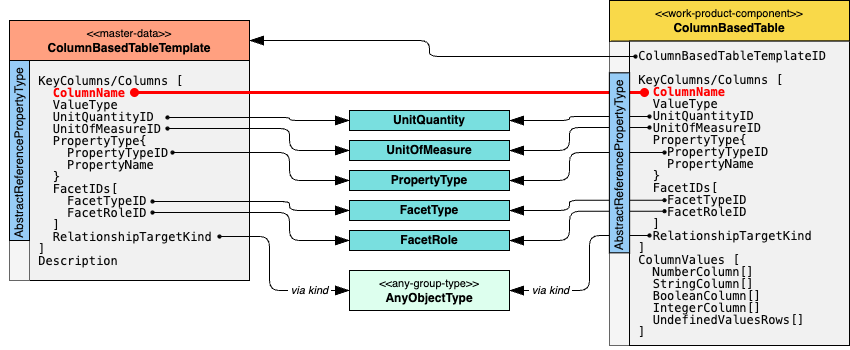 <<master-data>>
ColumnBasedTableTemplate
AbstractReferencePropertyType
KeyColumns/Columns [
ColumnName
ValueType
UnitQuantityID
UnitOfMeasureID
PropertyType{
PropertyTypeID
PropertyName
}
FacetIDs[
FacetTypeID
FacetRoleID
]
RelationshipTargetKind
]
Description
UnitQuantity
UnitOfMeasure
PropertyType
FacetType
FacetRole
via kind
<<any-group-type>>
AnyObjectType
via kind
<<work-product-component>>
ColumnBasedTable
ColumnBasedTableTemplateID
AbstractReferencePropertyType
KeyColumns/Columns [
ColumnName
ValueType
UnitQuantityID
UnitOfMeasureID
PropertyType{
PropertyTypeID
PropertyName
}
FacetIDs[
FacetTypeID
FacetRoleID
]
RelationshipTargetKind
]
ColumnValues [
NumberColumn[]
StringColumn[]
BooleanColumn[]
IntegerColumn[]
UndefinedValuesRows[]
]